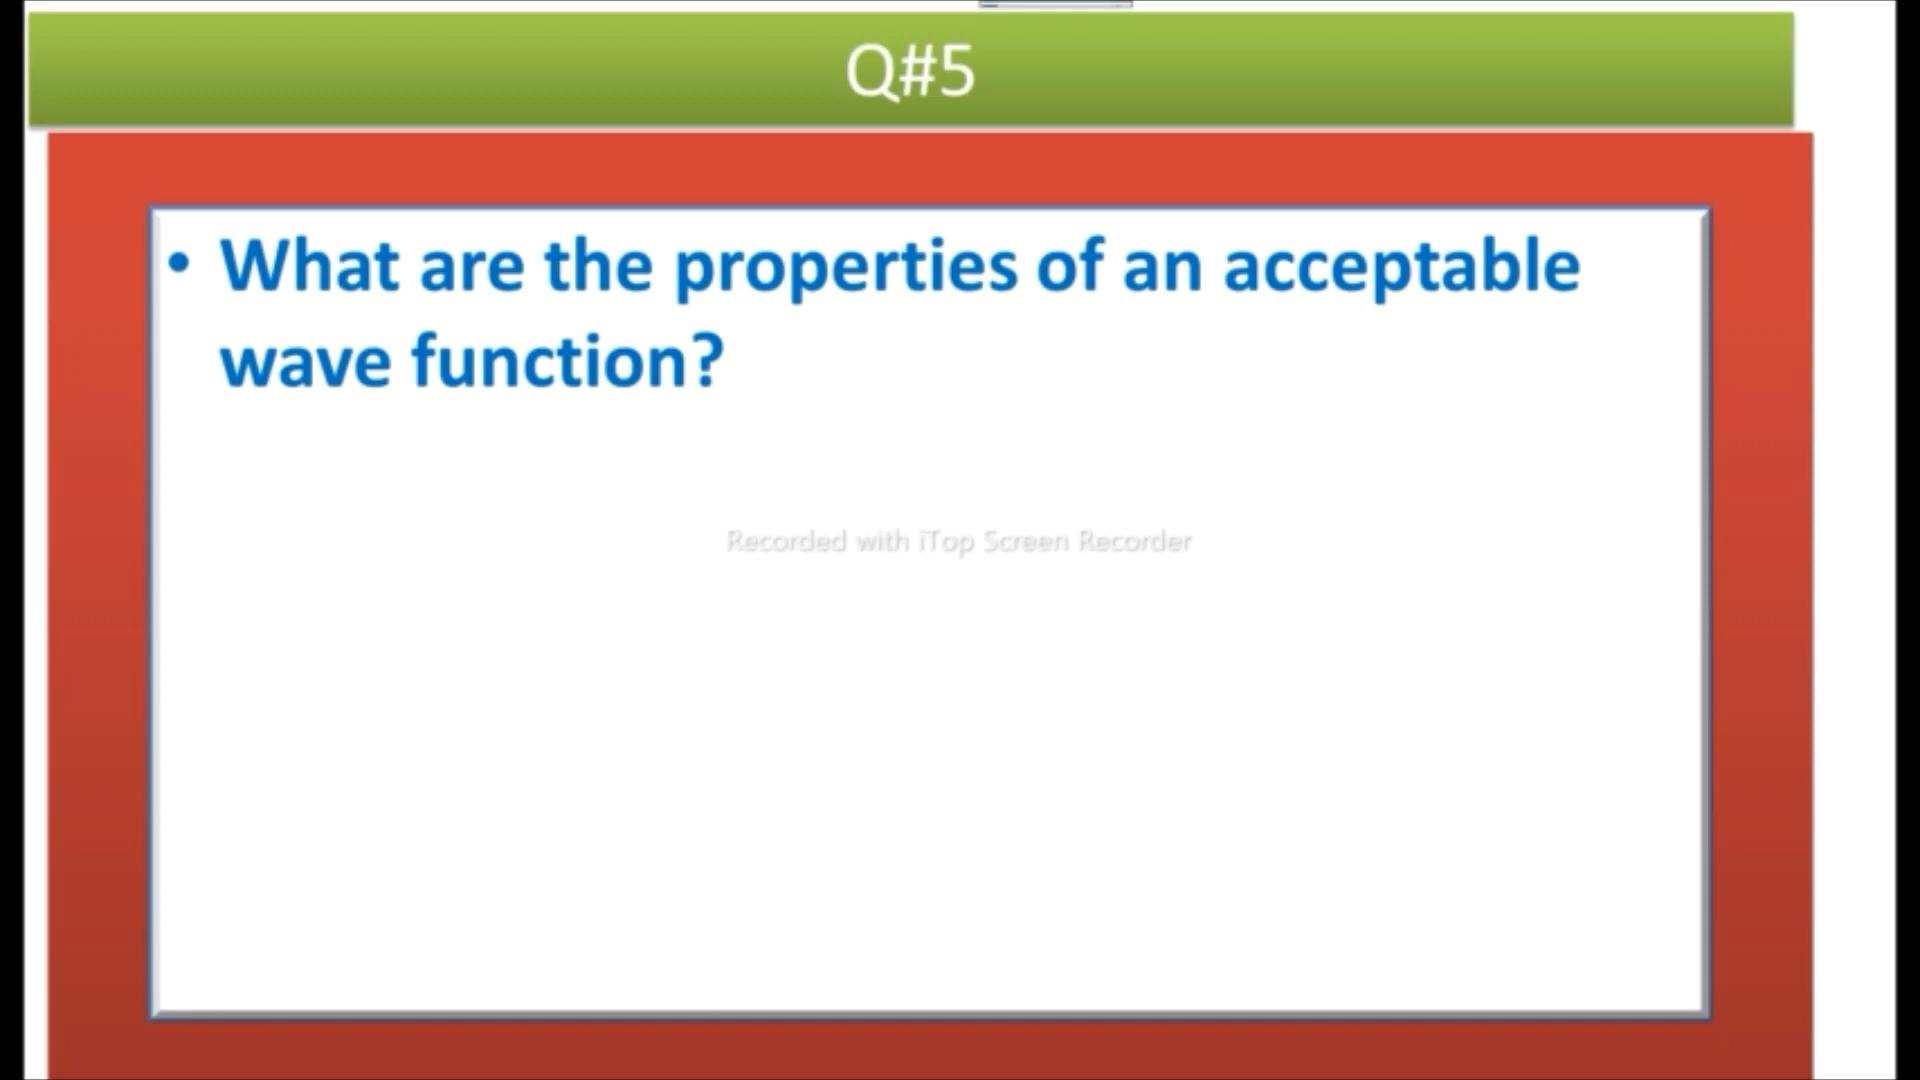 Q#5
• What are the properties of an acceptable
wave function?
Recorded with iTop Screen Recorder